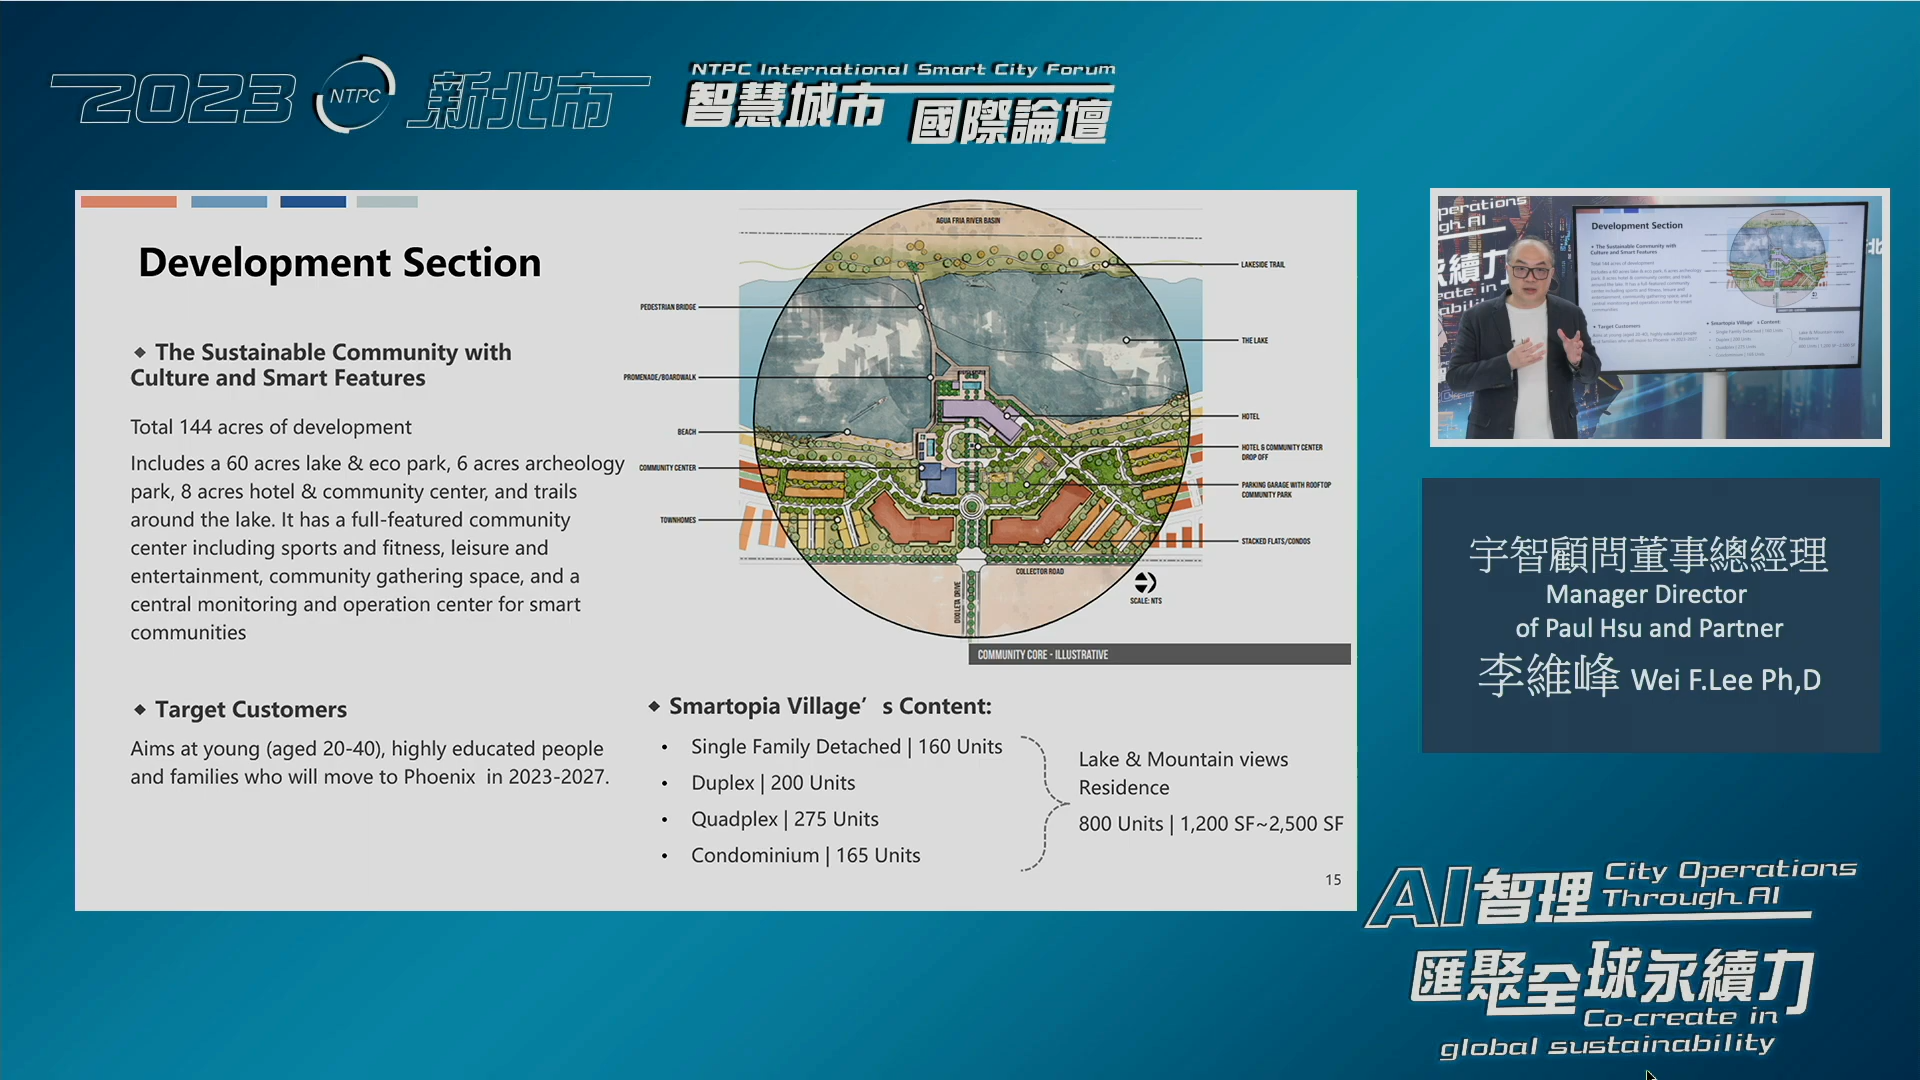 2023 NTPC 新北市
NTPC International Smart City Forum
智慧城市 國際論壇
Development Section
◆ The Sustainable Community with
Culture and Smart Features
Total 144 acres of development
Includes a 60 acres lake & eco park, 6 acres archeology
park, 8 acres hotel & community center, and trails
around the lake. It has a full-featured community
center including sports and fitness, leisure and
entertainment, community gathering space, and a
central monitoring and operation center for smart
communities
◆ Target Customers
Aims at young (aged 20-40), highly educated people
and families who will move to Phoenix in 2023-2027.
AGUA FRIA RIVER BASIN
LAKESIDE TRAIL
PEDESTRIAN BRIDGE
THE LAKE
PROMENADE/BOARDWALK
HOTEL
BEACH
HOTEL & COMMUNITY CENTER
DROP OFF
COMMUNITY CENTER
PARKING GARAGE WITH ROOFTOP
COMMUNITY PARK
TOWNHOMES
STACKED FLATS/CONDOS
COLLECTOR ROAD
SCALE: NTS
COMMUNITY CORE - ILLUSTRATIVE
◆ Smartopia Village's Content:
• Single Family Detached | 160 Units
• Duplex | 200 Units
• Quadplex | 275 Units
• Condominium | 165 Units
Lake & Mountain views
Residence
800 Units | 1,200 SF~2,500 SF
15
Development Section
宇智顧問董事總經理
Manager Director
of Paul Hsu and Partner
李維峰 Wei F.Lee Ph,D
AI智理 City Operations
Through AI
匯聚全球永續力
Co-create in
global sustainability